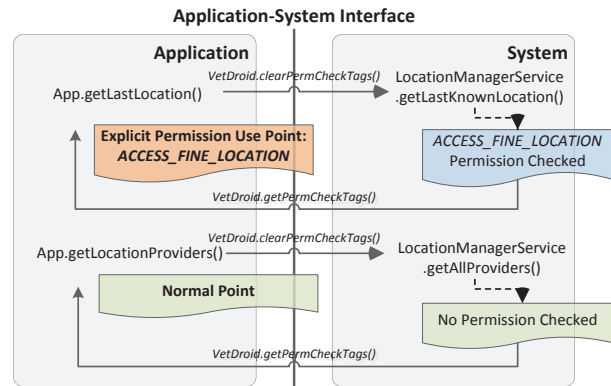 Application-System Interface
Application
System
VetDroid.clearPermCheckTags()
App.getLastLocation()
LocationManagerService
.getLastKnownLocation()
Explicit Permission Use Point:
ACCESS_FINE_LOCATION
ACCESS_FINE_LOCATION
Permission Checked
VetDroid.getPermCheckTags()
VetDroid.clearPermCheckTags()
App.getLocationProviders()
LocationManagerService
.getAllProviders()
Normal Point
No Permission Checked
VetDroid.getPermCheckTags()